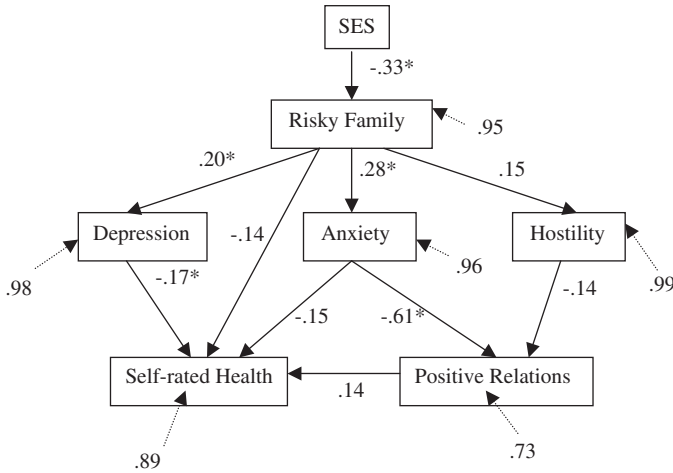 SES
-.33*
Risky Family
.95
.20*
.28*
.15
-.14
Depression
Anxiety
Hostility
.98
-.17*
.96
-.14
.99
-.15
-.61*
Self-rated Health
.14
Positive Relations
.89
.73